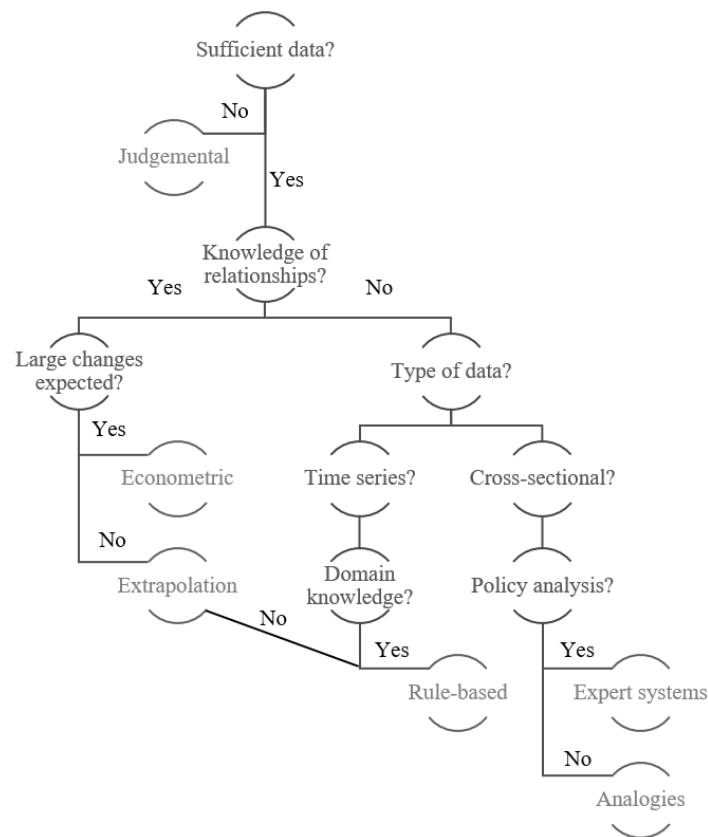 Sufficient data?
No
Judgemental
Yes
Knowledge of
relationships?
Yes
No
Large changes
expected?
Type of data?
Yes
Econometric
Time series?
Cross-sectional?
No
Extrapolation
Domain
knowledge?
Policy analysis?
No
Yes
Rule-based
Yes
Expert systems
No
Analogies